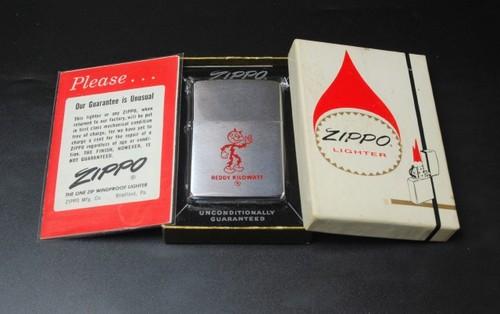 Please...
Our Guarantee is Unusual
This lighter or any ZIPPO, when
returned to our factory, will be put
in first class mechanical condition
free of charge, for we have yet to
charge a cent for the repair of a
ZIPPO regardless of age or condi-
tion. THE FINISH, HOWEVER, IS
NOT GUARANTEED.
ZIPPO®
THE ONE ZIP WINDPROOF LIGHTER
ZIPPO Mfg. Co. Bradford, Pa.
ZIPPO
REDDY KILOWATT
®
UNCONDITIONALLY
GUARANTEED
ZIPPO
LIGHTER